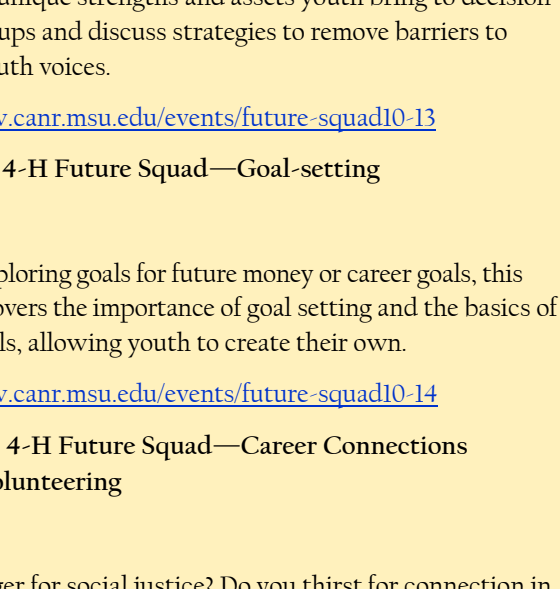 unique strengths and assets youth bring to decision
ups and discuss strategies to remove barriers to
uth voices.
v.canr.msu.edu/events/future-squad10-13
4-H Future Squad—Goal-setting
ploring goals for future money or career goals, this
overs the importance of goal setting and the basics of
ls, allowing youth to create their own.
v.canr.msu.edu/events/future-squad10-14
4-H Future Squad—Career Connections
olunteering
ger for social justice? Do you thirst for connection in